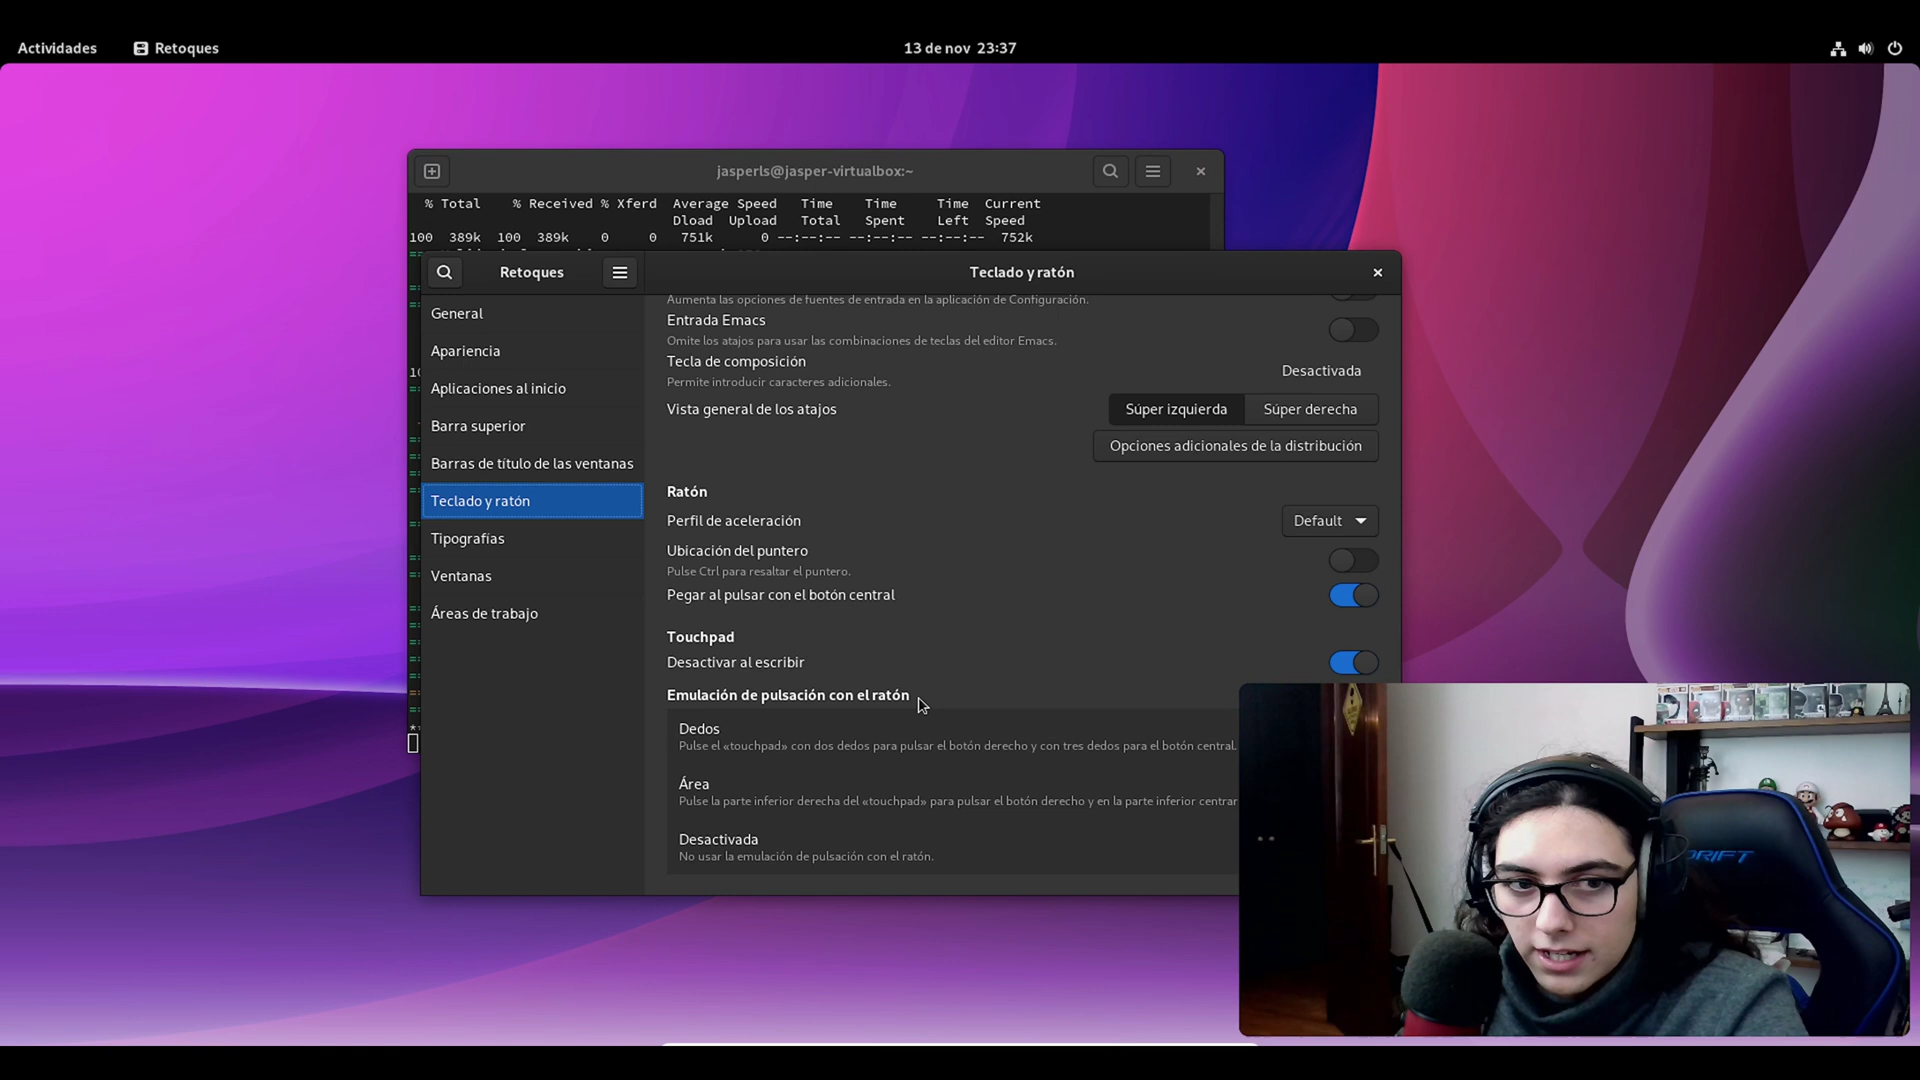 Actividades
Retoques
13 de nov 23:37
jasperls@jasper-virtualbox:~
% Total % Received % Xferd Average Speed Time Time Time Current
Dload Upload Total Spent Left Speed
100 389k 100 389k 0 0 751k 0 --:--:-- --:--:-- --:--:-- 752k
Retoques
Teclado y ratón
General
Apariencia
Aplicaciones al inicio
Barra superior
Barras de título de las ventanas
Teclado y ratón
Tipografías
Ventanas
Áreas de trabajo
Aumenta las opciones de fuentes de entrada en la aplicación de Configuración.
Entrada Emacs
Omite los atajos para usar las combinaciones de teclas del editor Emacs.
Tecla de composición
Permite introducir caracteres adicionales.
Desactivada
Vista general de los atajos
Súper izquierda
Súper derecha
Opciones adicionales de la distribución
Ratón
Perfil de aceleración
Default
Ubicación del puntero
Pulse Ctrl para resaltar el puntero.
Pegar al pulsar con el botón central
Touchpad
Desactivar al escribir
Emulación de pulsación con el ratón
Dedos
Pulse el «touchpad» con dos dedos para pulsar el botón derecho y con tres dedos para el botón central.
Área
Pulse la parte inferior derecha del «touchpad» para pulsar el botón derecho y en la parte inferior
Desactivada
No usar la emulación de pulsación con el ratón.
DRIFT